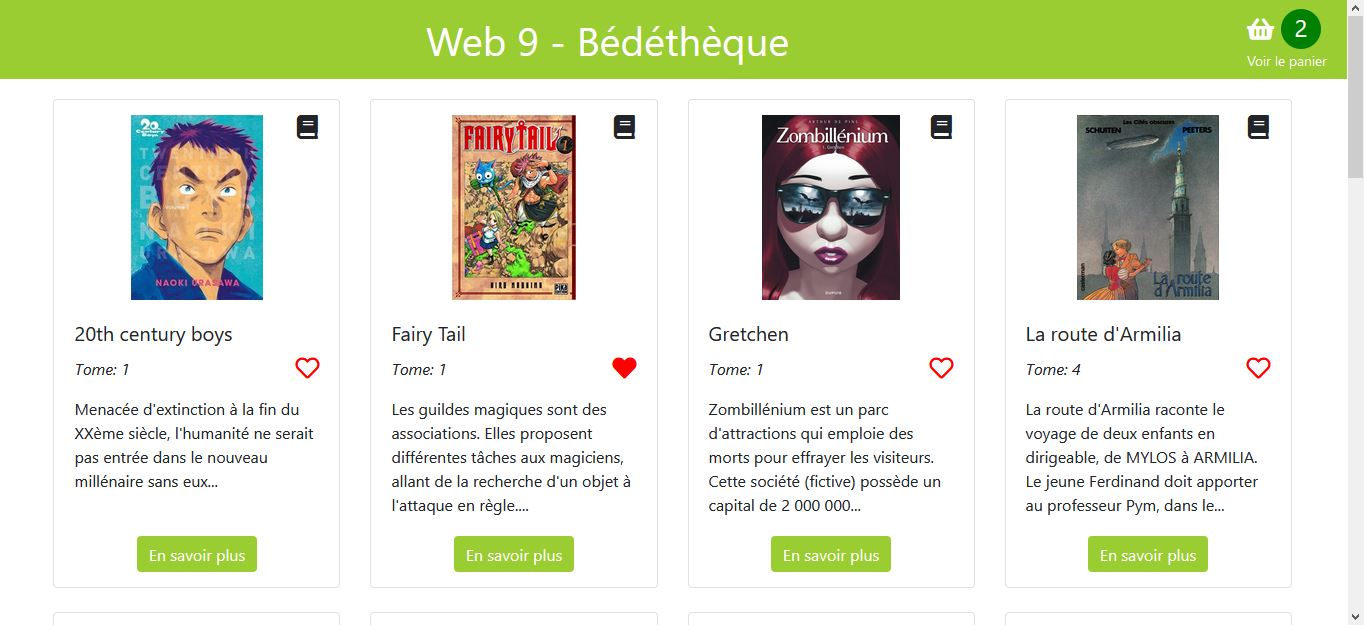 Web 9 - Bédéthèque
2
Voir le panier
20th
Century
Boys
TWENTIETH
CENTURY
BOYS
NAOKI
URASAWA
NAOKI URASAWA
20th century boys
Tome: 1
Menacée d'extinction à la fin du
XXème siècle, l'humanité ne serait
pas entrée dans le nouveau
millénaire sans eux...
En savoir plus
FAIRY TAIL
1
HIRO MASHIMA
PIKA
Fairy Tail
Tome: 1
Les guildes magiques sont des
associations. Elles proposent
différentes tâches aux magiciens,
allant de la recherche d'un objet à
l'attaque en règle....
En savoir plus
ARTHUR DE PINS
Zombillénium
1. Gretchen
DUPUIS
Gretchen
Tome: 1
Zombillénium est un parc
d'attractions qui emploie des
morts pour effrayer les visiteurs.
Cette société (fictive) possède un
capital de 2 000 000...
En savoir plus
Les Cités obscures
SCHUITEN PEETERS
casterman
La route
d'Armilia
La route d'Armilia
Tome: 4
La route d'Armilia raconte le
voyage de deux enfants en
dirigeable, de MYLOS à ARMILIA.
Le jeune Ferdinand doit apporter
au professeur Pym, dans le...
En savoir plus